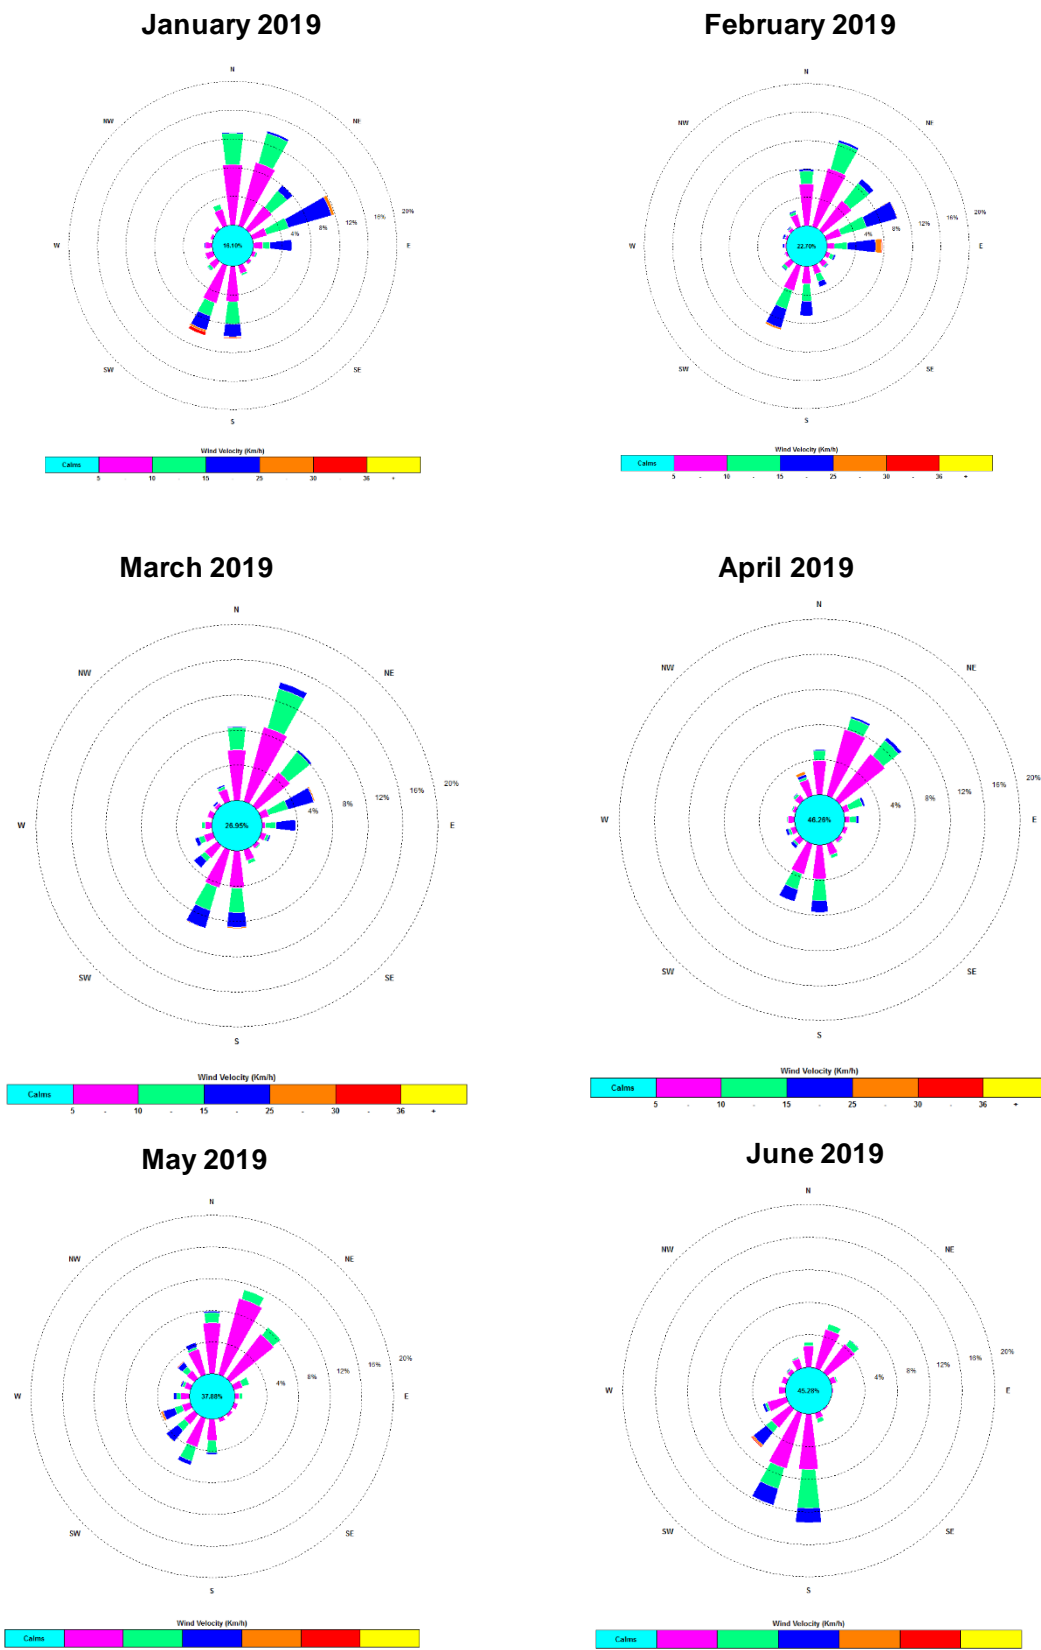 January 2019
February 2019
N
NW
NE
20%
16%
12%
8%
4%
W
16.10%
E
SW
SE
S
Wind Velocity (Km/h)
Calms
5 - 10 - 15 - 25 - 30 - 36 +
N
NW
NE
20%
16%
12%
8%
4%
W
22.70%
E
SW
SE
S
Wind Velocity (Km/h)
Calms
5 - 10 - 15 - 25 - 30 - 36 +
March 2019
April 2019
N
NW
NE
20%
16%
12%
8%
4%
W
26.95%
E
SW
SE
S
Wind Velocity (Km/h)
Calms
5 - 10 - 15 - 25 - 30 - 36 +
N
NW
NE
20%
16%
12%
8%
4%
W
46.26%
E
SW
SE
S
Wind Velocity (Km/h)
Calms
5 - 10 - 15 - 25 - 30 - 36 +
May 2019
June 2019
N
NW
NE
20%
16%
12%
8%
4%
W
37.88%
E
SW
SE
S
Wind Velocity (Km/h)
Calms
N
NW
NE
20%
16%
12%
8%
4%
W
45.28%
E
SW
SE
S
Wind Velocity (Km/h)
Calms